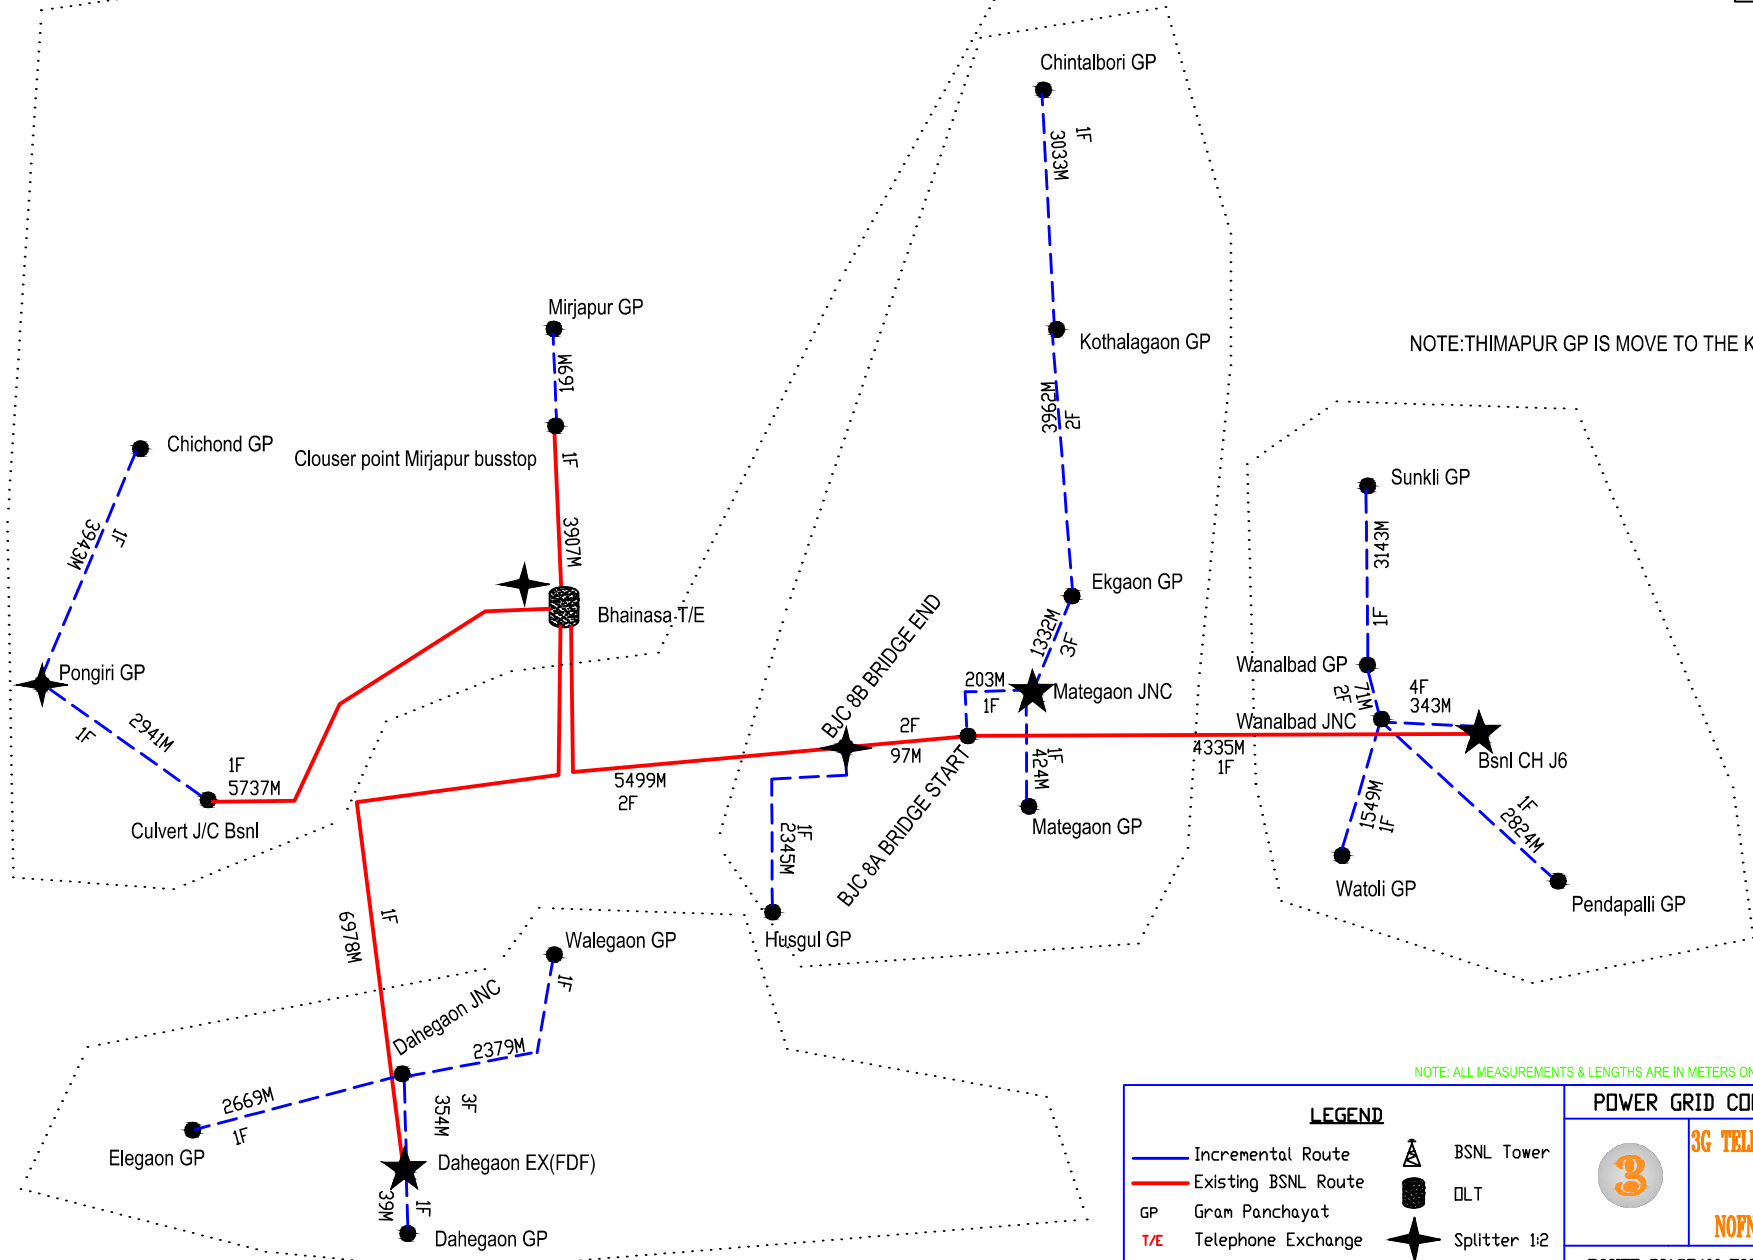 Chintalbori GP
1F
3033M
Mirjapur GP
Kothalagaon GP
NOTE:THIMAPUR GP IS MOVE TO THE K
169M
2F
3962M
Chichond GP
Clouser point Mirjapur busstop
1F
Sunkli GP
3943M
1F
3907M
3143M
1F
Ekgaon GP
Bhainasa T/E
1332M
3F
BJC 8B BRIDGE END
Pongiri GP
203M
1F
Mategaon JNC
Wanalbad GP
71M
2F
4F
343M
Wanalbad JNC
2941M
1F
2F
97M
4335M
1F
Bsnl CH J6
1F
5737M
5499M
2F
1F
424M
BJC 8A BRIDGE START
Culvert J/C Bsnl
Mategaon GP
1F
2345M
1549M
1F
1F
2824M
Watoli GP
Pendapalli GP
1F
6978M
Walegaon GP
Husgul GP
1F
Dahegaon JNC
2379M
2669M
1F
3F
354M
Elegaon GP
Dahegaon EX(FDF)
39M
1F
Dahegaon GP
NOTE: ALL MEASUREMENTS & LENGTHS ARE IN METERS ON
LEGEND
Incremental Route
BSNL Tower
Existing BSNL Route
OLT
GP Gram Panchayat
T/E Telephone Exchange
Splitter 1:2
POWER GRID
3
3G